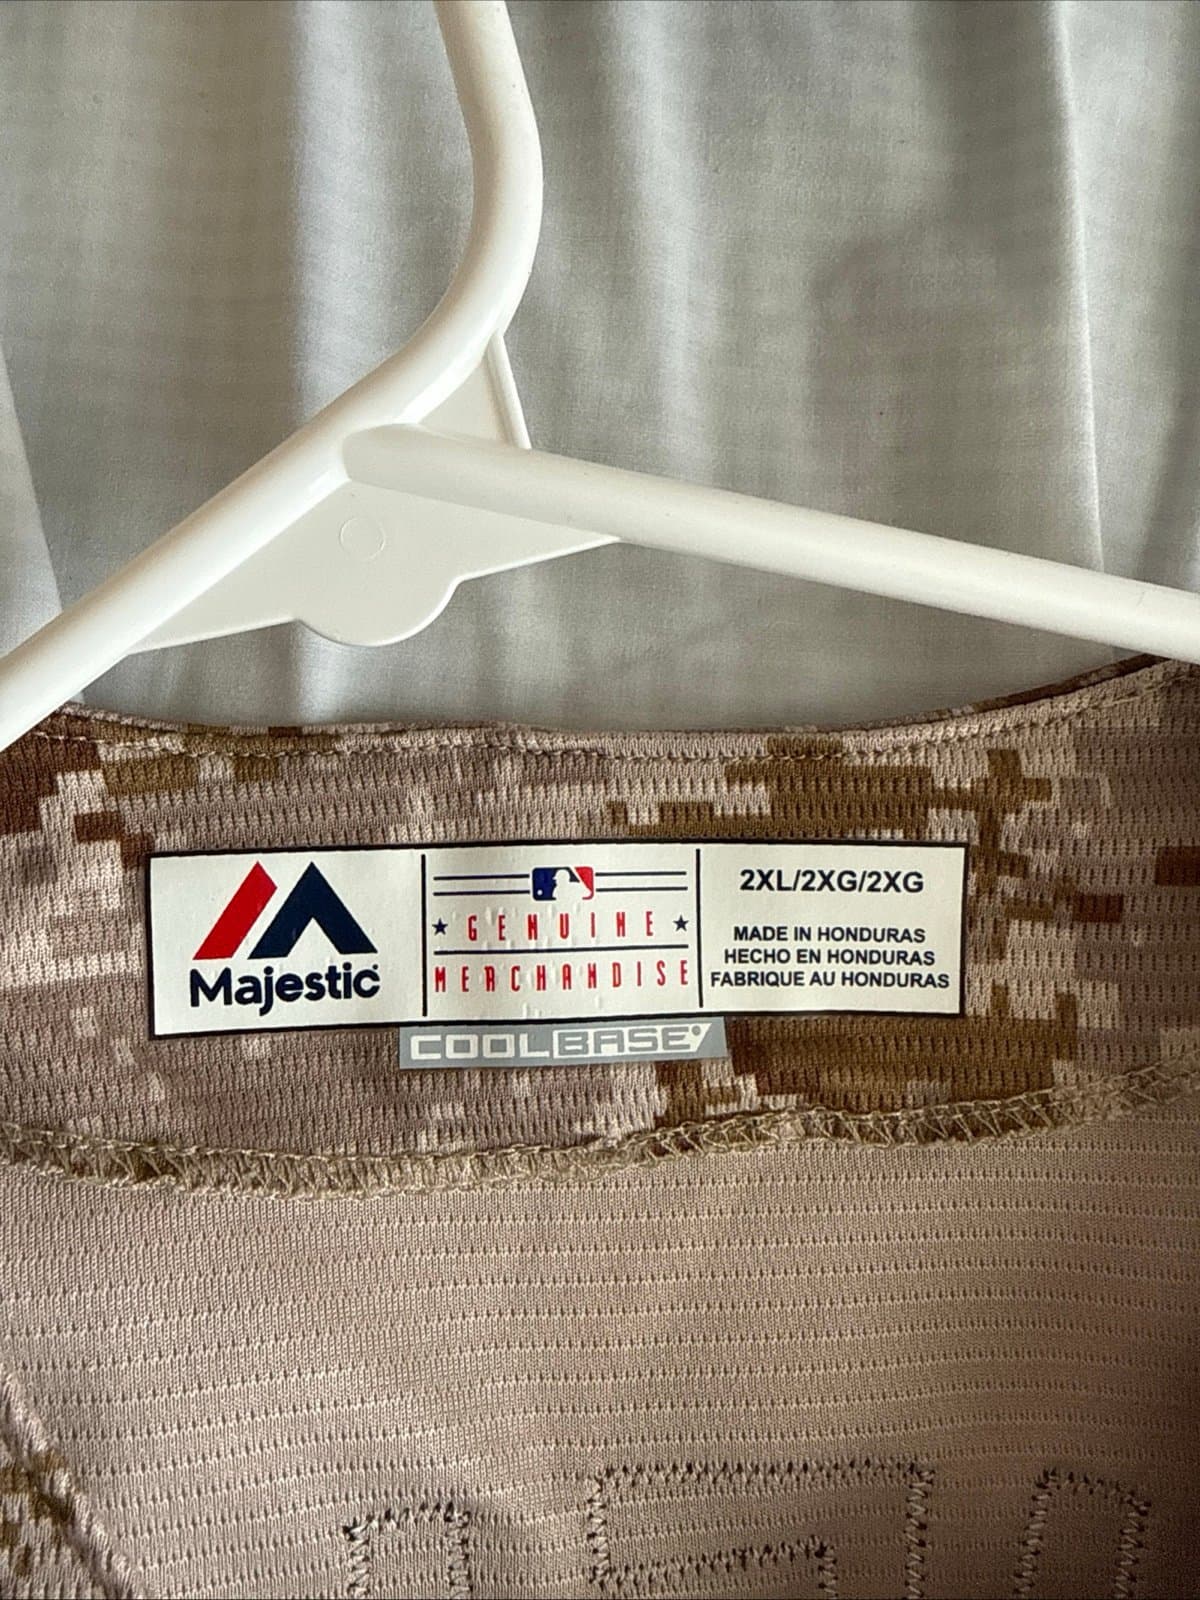 Majestic
GENUINE
MERCHANDISE
2XL/2XG/2XG
MADE IN HONDURAS
HECHO EN HONDURAS
FABRIQUE AU HONDURAS
COOLBASE